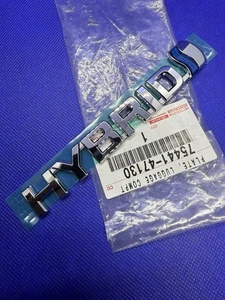 HYBRID
PLATE, LUGGAGE COMPT
75441-47130
1